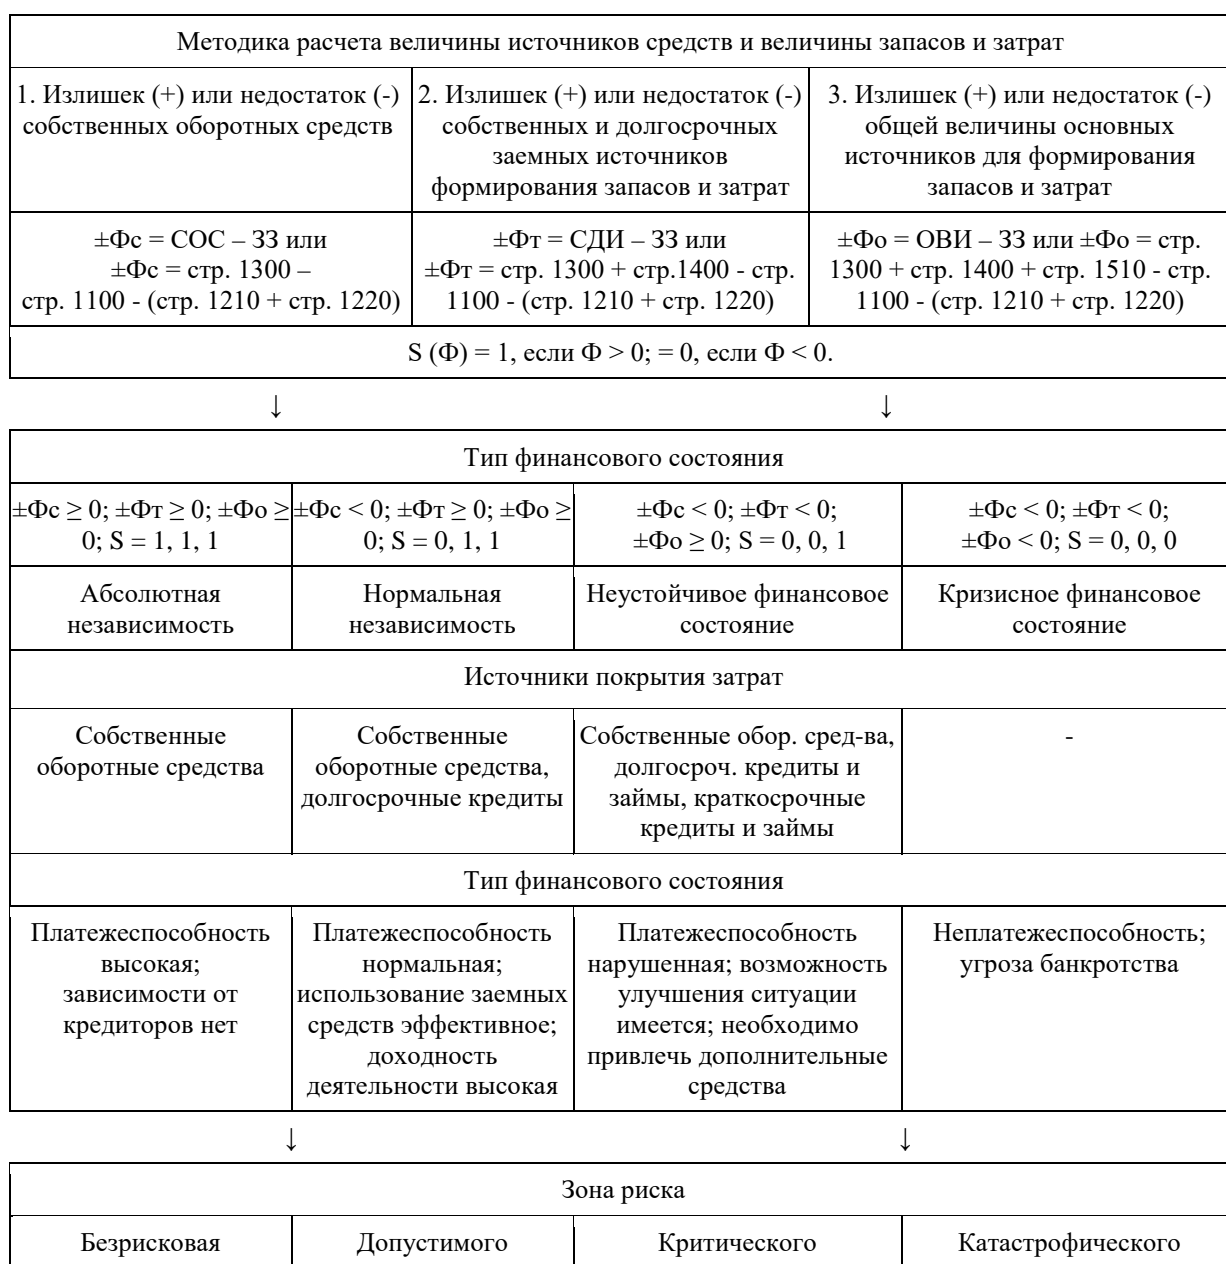 Методика расчета величины источников средств и величины запасов и затрат
1. Излишек (+) или недостаток (-)
собственных оборотных средств
2. Излишек (+) или недостаток (-)
собственных и долгосрочных
заемных источников
формирования запасов и затрат
3. Излишек (+) или недостаток (-)
общей величины основных
источников для формирования
запасов и затрат
±Фс = СОС – ЗЗ или
±Фс = стр. 1300 –
стр. 1100 - (стр. 1210 + стр. 1220)
±Фт = СДИ – ЗЗ или
±Фт = стр. 1300 + стр.1400 - стр.
1100 - (стр. 1210 + стр. 1220)
±Фо = ОВИ – ЗЗ или ±Фо = стр.
1300 + стр. 1400 + стр. 1510 - стр.
1100 - (стр. 1210 + стр. 1220)
S (Ф) = 1, если Ф > 0; = 0, если Ф < 0.
↓ ↓
Тип финансового состояния
±Фс ≥ 0; ±Фт ≥ 0; ±Фо ≥
0; S = 1, 1, 1
±Фс < 0; ±Фт ≥ 0; ±Фо ≥
0; S = 0, 1, 1
±Фс < 0; ±Фт < 0;
±Фо ≥ 0; S = 0, 0, 1
±Фс < 0; ±Фт < 0;
±Фо < 0; S = 0, 0, 0
Абсолютная
независимость
Нормальная
независимость
Неустойчивое финансовое
состояние
Кризисное финансовое
состояние
Источники покрытия затрат
Собственные
оборотные средства
Собственные
оборотные средства,
долгосрочные кредиты
Собственные обор. сред-ва,
долгосроч. кредиты и
займы, краткосрочные
кредиты и займы
-
Тип финансового состояния
Платежеспособность
высокая;
зависимости от
кредиторов нет
Платежеспособность
нормальная;
использование заемных
средств эффективное;
доходность
деятельности высокая
Платежеспособность
нарушенная; возможность
улучшения ситуации
имеется; необходимо
привлечь дополнительные
средства
Неплатежеспособность;
угроза банкротства
↓ ↓
Зона риска
Безрисковая
Допустимого
Критического
Катастрофического